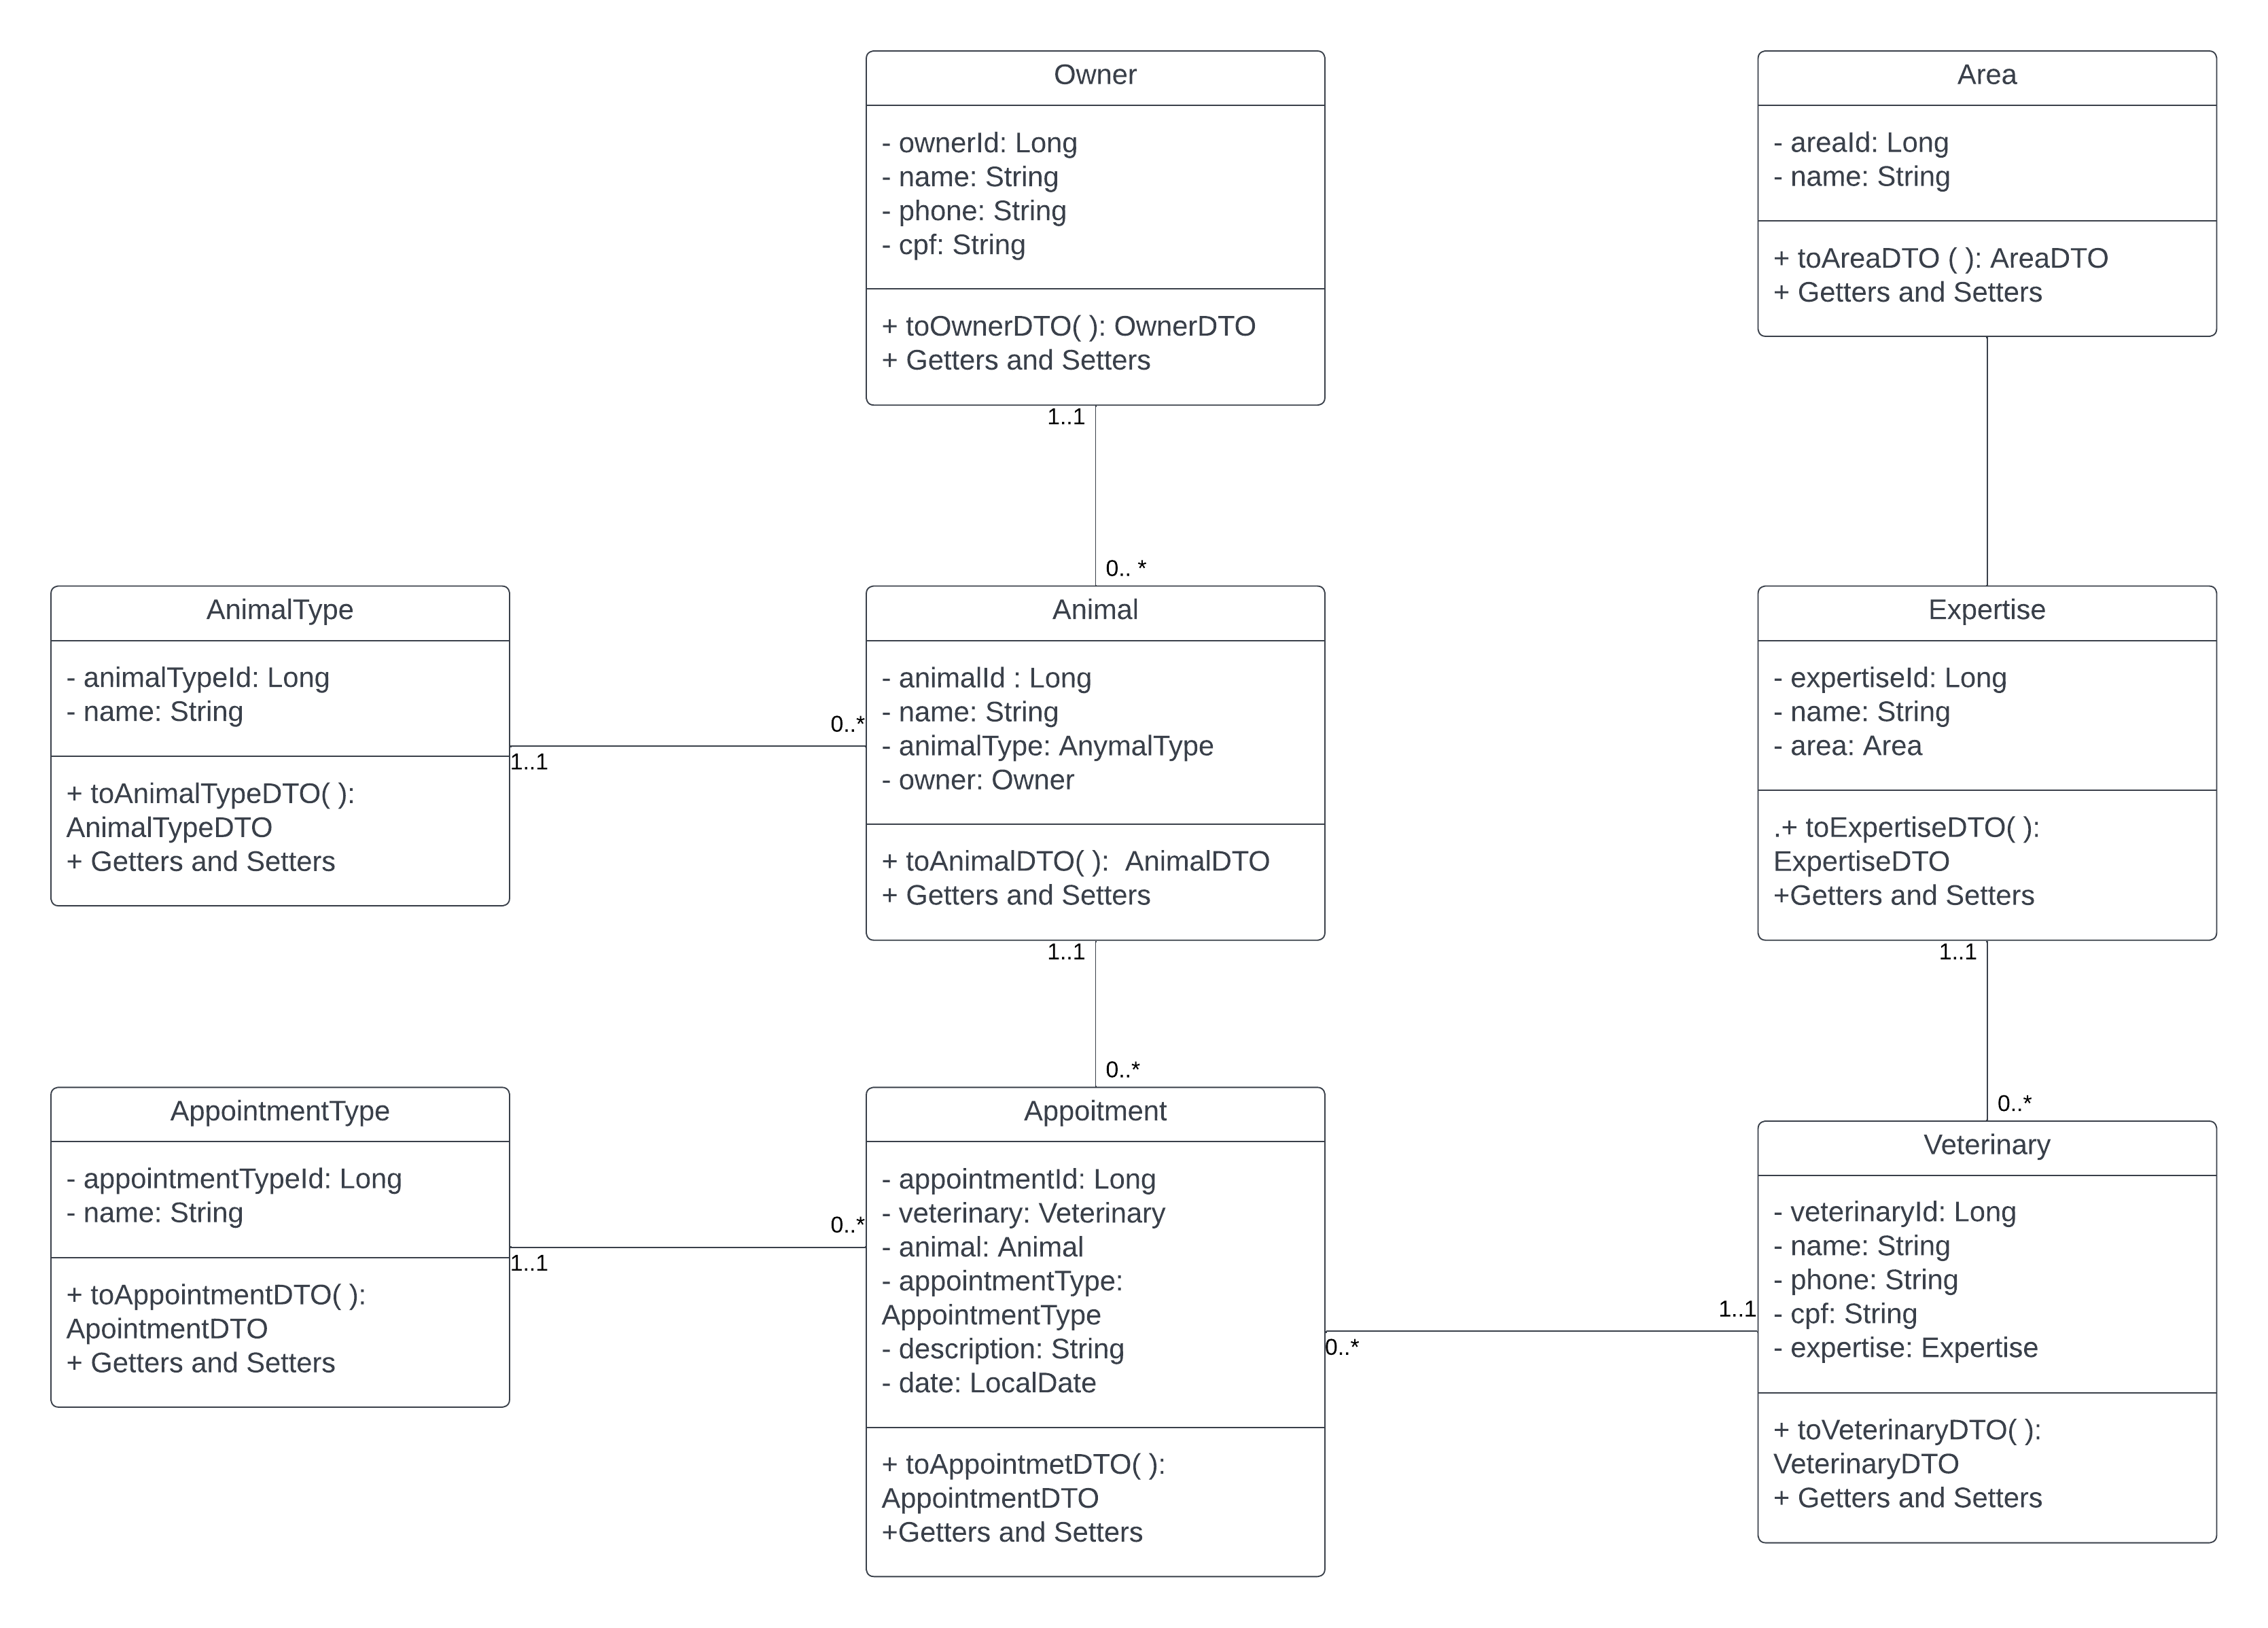 Owner
- ownerId: Long
- name: String
- phone: String
- cpf: String
+ toOwnerDTO( ): OwnerDTO
+ Getters and Setters
1..1
0.. *
Area
- areaId: Long
- name: String
+ toAreaDTO ( ): AreaDTO
+ Getters and Setters
AnimalType
- animalTypeId: Long
- name: String
+ toAnimalTypeDTO( ):
AnimalTypeDTO
+ Getters and Setters
1..1
0..*
Animal
- animalId : Long
- name: String
- animalType: AnymalType
- owner: Owner
+ toAnimalDTO( ):  AnimalDTO
+ Getters and Setters
1..1
0..*
Expertise
- expertiseId: Long
- name: String
- area: Area
.+ toExpertiseDTO( ):
ExpertiseDTO
+Getters and Setters
1..1
0..*
AppointmentType
- appointmentTypeId: Long
- name: String
+ toAppointmentDTO( ):
ApointmentDTO
+ Getters and Setters
1..1
0..*
Appoitment
- appointmentId: Long
- veterinary: Veterinary
- animal: Animal
- appointmentType:
AppointmentType
- description: String
- date: LocalDate
+ toAppointmetDTO( ):
AppointmentDTO
+Getters and Setters
0..*
1..1
Veterinary
- veterinaryId: Long
- name: String
- phone: String
- cpf: String
- expertise: Expertise
+ toVeterinaryDTO( ):
VeterinaryDTO
+ Getters and Setters